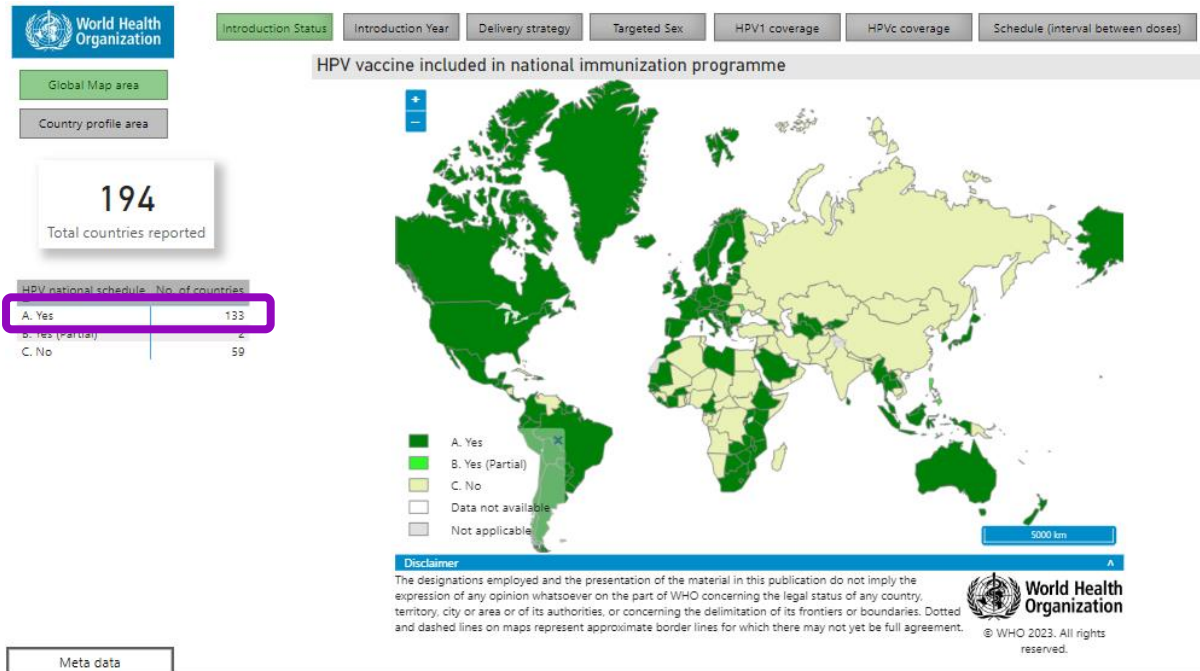 World Health
Organization
Introduction Status
Introduction Year
Delivery strategy
Targeted Sex
HPV1 coverage
HPVc coverage
Schedule (interval between doses)
HPV vaccine included in national immunization programme
Global Map area
Country profile area
194
Total countries reported
HPV national schedule No. of countries
A. Yes 133
B. Yes (Partial) 2
C. No 59
+
−
A. Yes
B. Yes (Partial)
C. No
Data not available
Not applicable
5000 km
Disclaimer
The designations employed and the presentation of the material in this publication do not imply the
expression of any opinion whatsoever on the part of WHO concerning the legal status of any country,
territory, city or area or of its authorities, or concerning the delimitation of its frontiers or boundaries. Dotted
and dashed lines on maps represent approximate border lines for which there may not yet be full agreement.
World Health
Organization
© WHO 2023. All rights
reserved.
Meta data